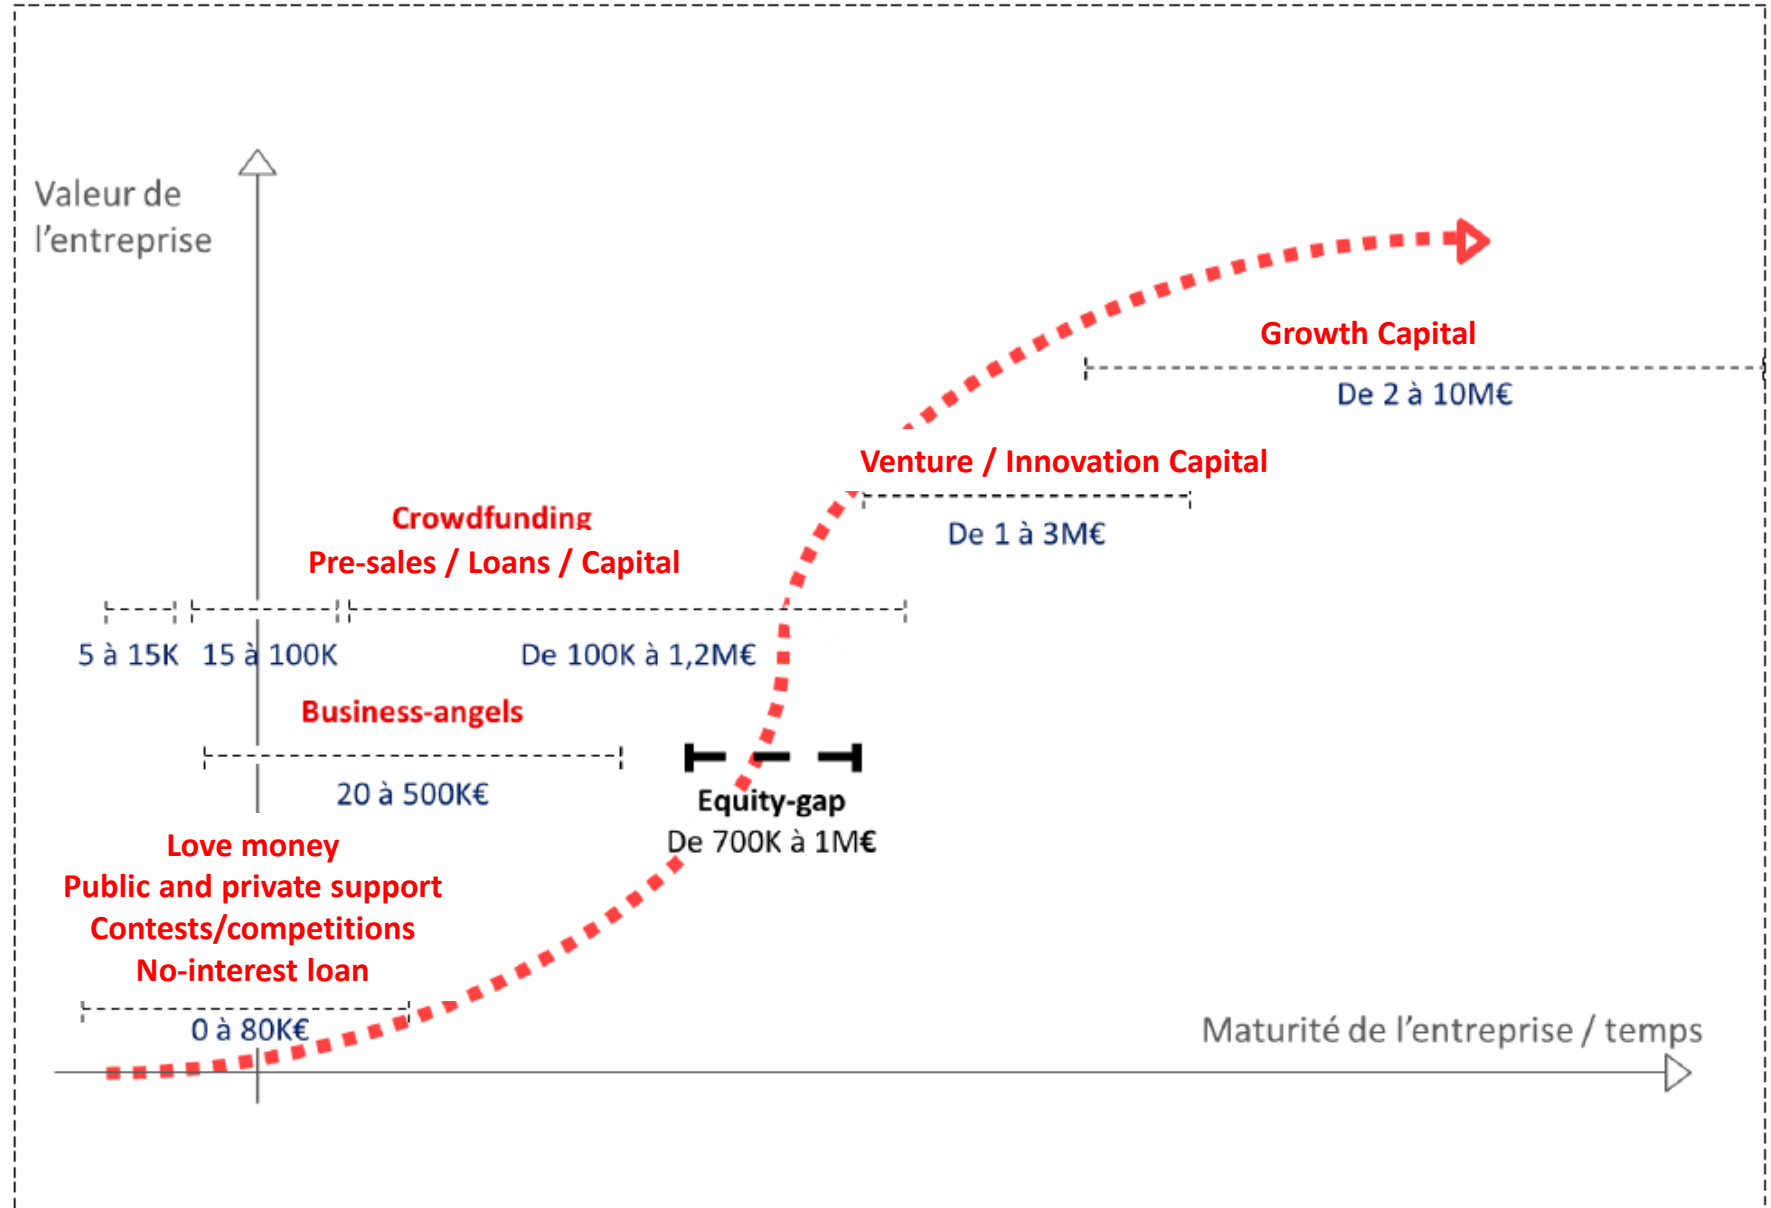 Valeur de
l'entreprise
Growth Capital
De 2 à 10M€
Venture / Innovation Capital
De 1 à 3M€
Crowdfunding
Pre-sales / Loans / Capital
5 à 15K
15 à 100K
De 100K à 1,2M€
Business-angels
20 à 500K€
Equity-gap
De 700K à 1M€
Love money
Public and private support
Contests/competitions
No-interest loan
0 à 80K€
Maturité de l'entreprise / temps